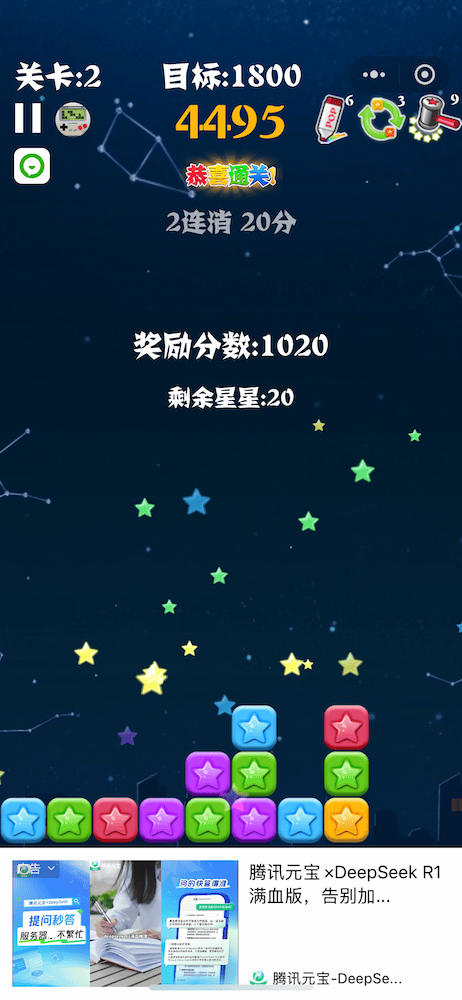 关卡:2
目标:1800
4495
POP
6
3
9
恭喜通关!
2连消 20分
奖励分数:1020
剩余星星:20
广告
腾讯元宝×DeepSeek
提问秒答
服务器..不繁忙
问的快答得准
腾讯元宝×DeepSeek R1
满血版，告别加...
腾讯元宝-DeepSe...